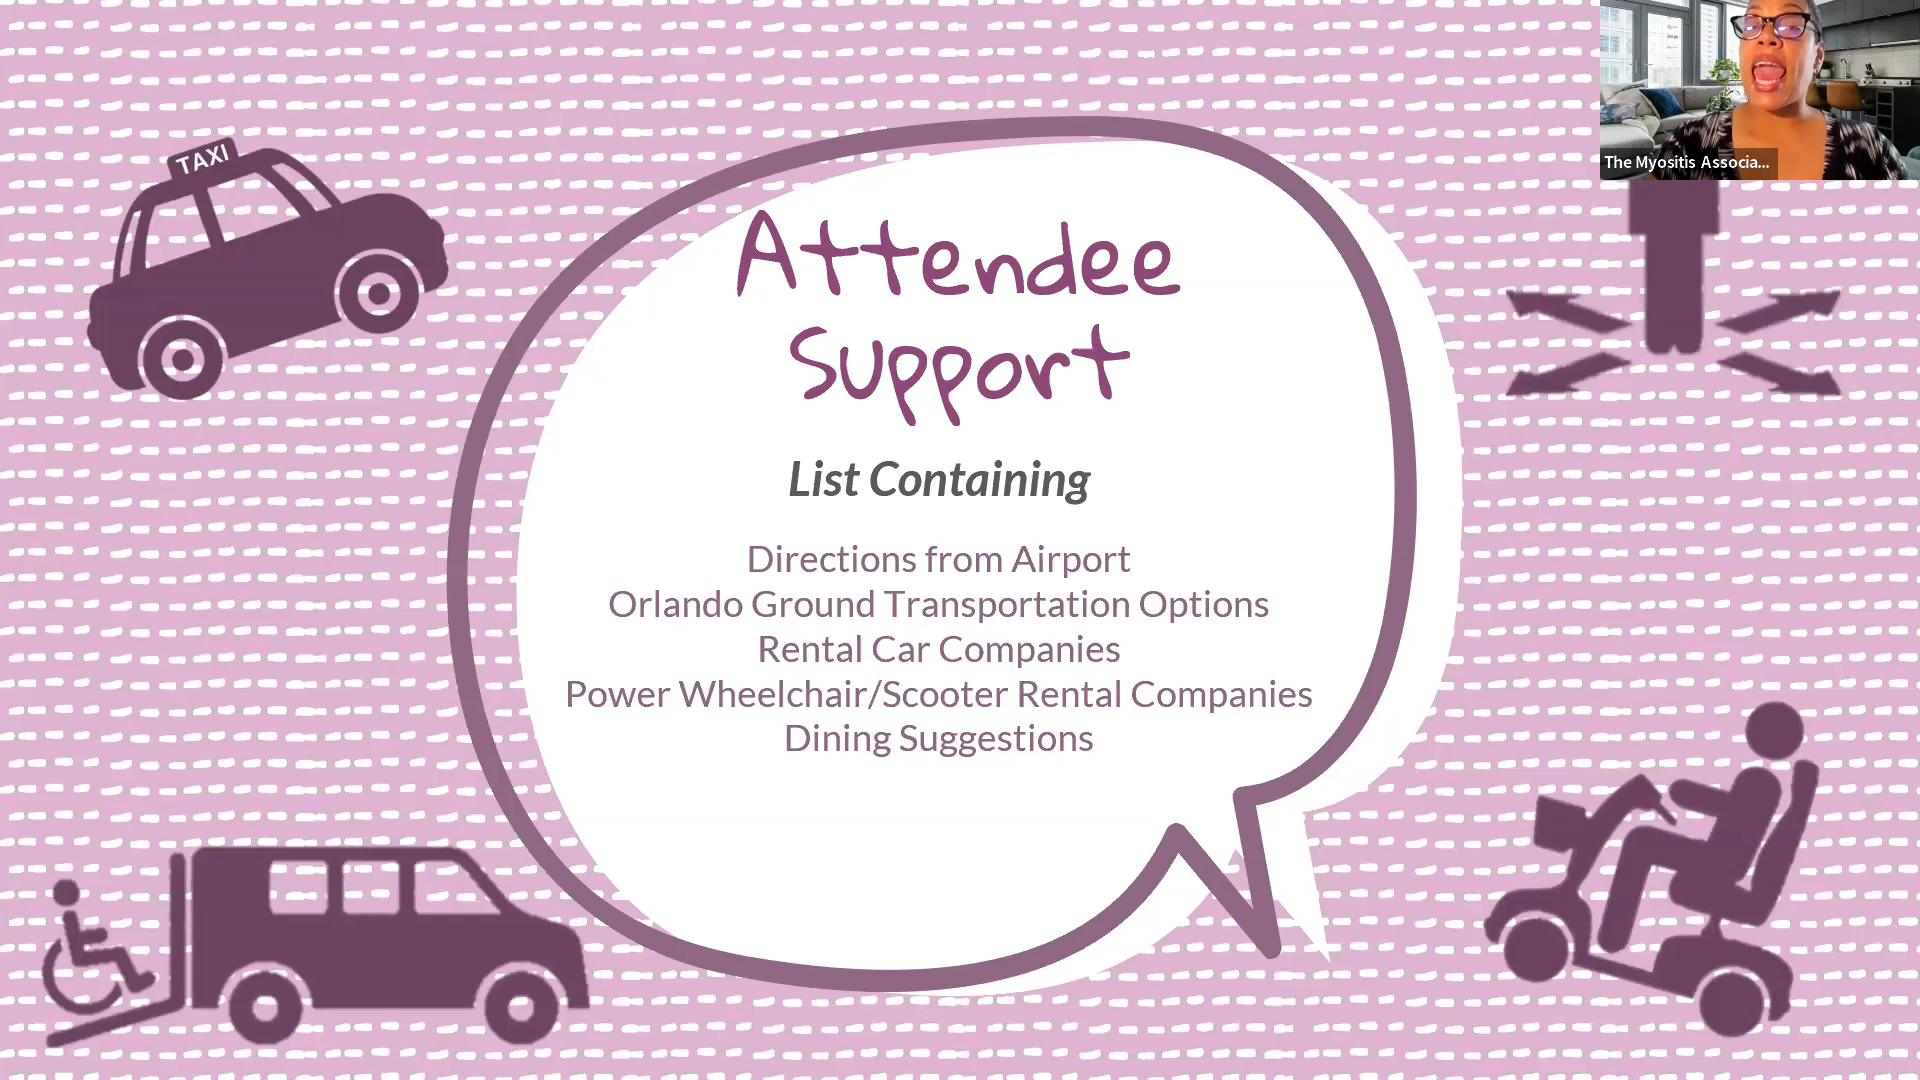 The Myositis Associa...
TAXI
Attendee
Support
List Containing
Directions from Airport
Orlando Ground Transportation Options
Rental Car Companies
Power Wheelchair/Scooter Rental Companies
Dining Suggestions